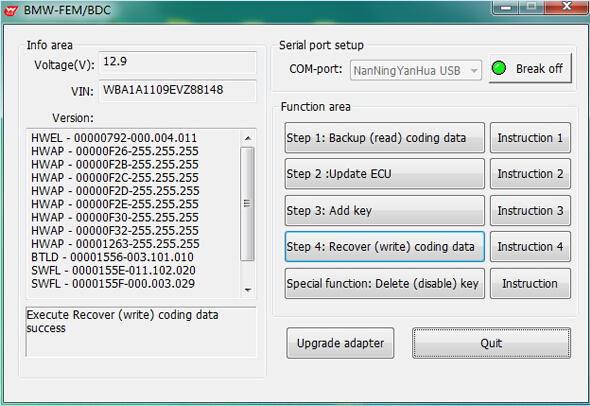 BMW-FEM/BDC
Info area
Voltage(V): 12.9
VIN: WBA1A1109EVZ88148
Version:
HWEL - 00000792-000.004.011
HWAP - 00000F26-255.255.255
HWAP - 00000F2B-255.255.255
HWAP - 00000F2C-255.255.255
HWAP - 00000F2D-255.255.255
HWAP - 00000F2E-255.255.255
HWAP - 00000F30-255.255.255
HWAP - 00000F32-255.255.255
HWAP - 00001263-255.255.255
BTLD - 00001556-003.101.010
SWFL - 0000155E-011.102.020
SWFL - 0000155F-000.003.029
Execute Recover (write) coding data
success
Serial port setup
COM-port: NanNingYanHua USB Break off
Function area
Step 1: Backup (read) coding data Instruction 1
Step 2 :Update ECU Instruction 2
Step 3: Add key Instruction 3
Step 4: Recover (write) coding data Instruction 4
Special function: Delete (disable) key Instruction
Upgrade adapter Quit